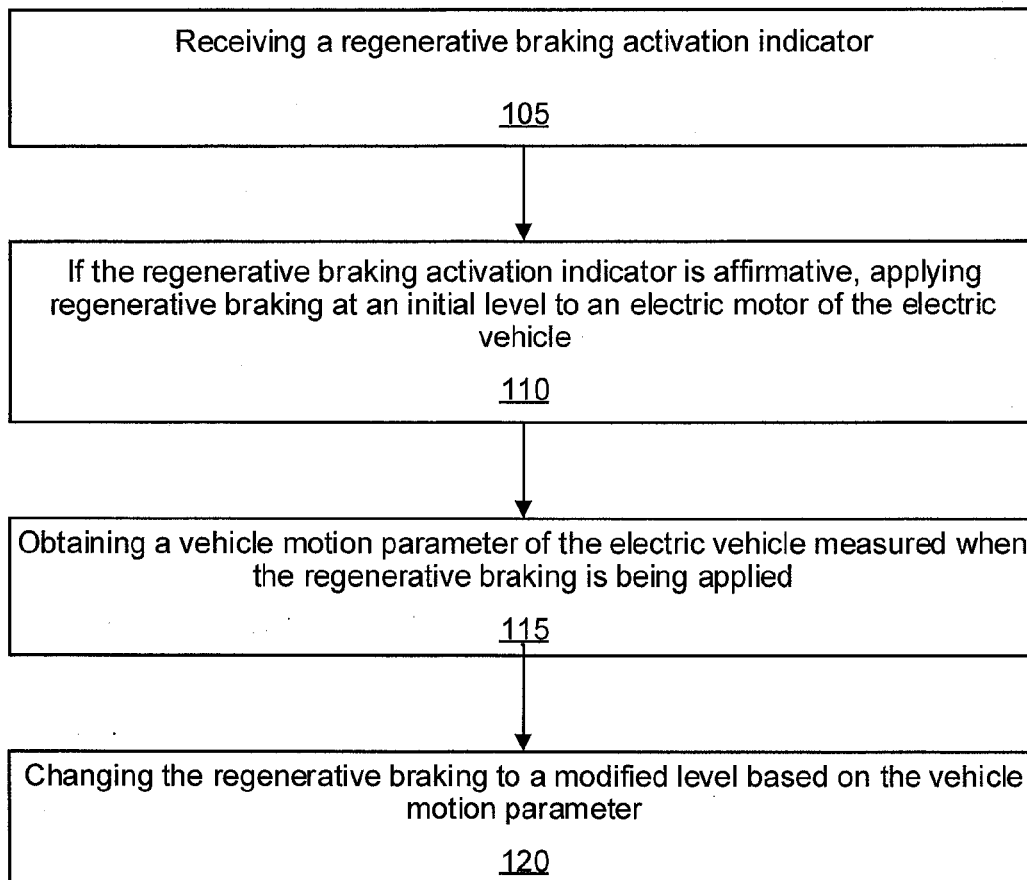 Receiving a regenerative braking activation indicator
105
If the regenerative braking activation indicator is affirmative, applying
regenerative braking at an initial level to an electric motor of the electric
vehicle
110
Obtaining a vehicle motion parameter of the electric vehicle measured when
the regenerative braking is being applied
115
Changing the regenerative braking to a modified level based on the vehicle
motion parameter
120